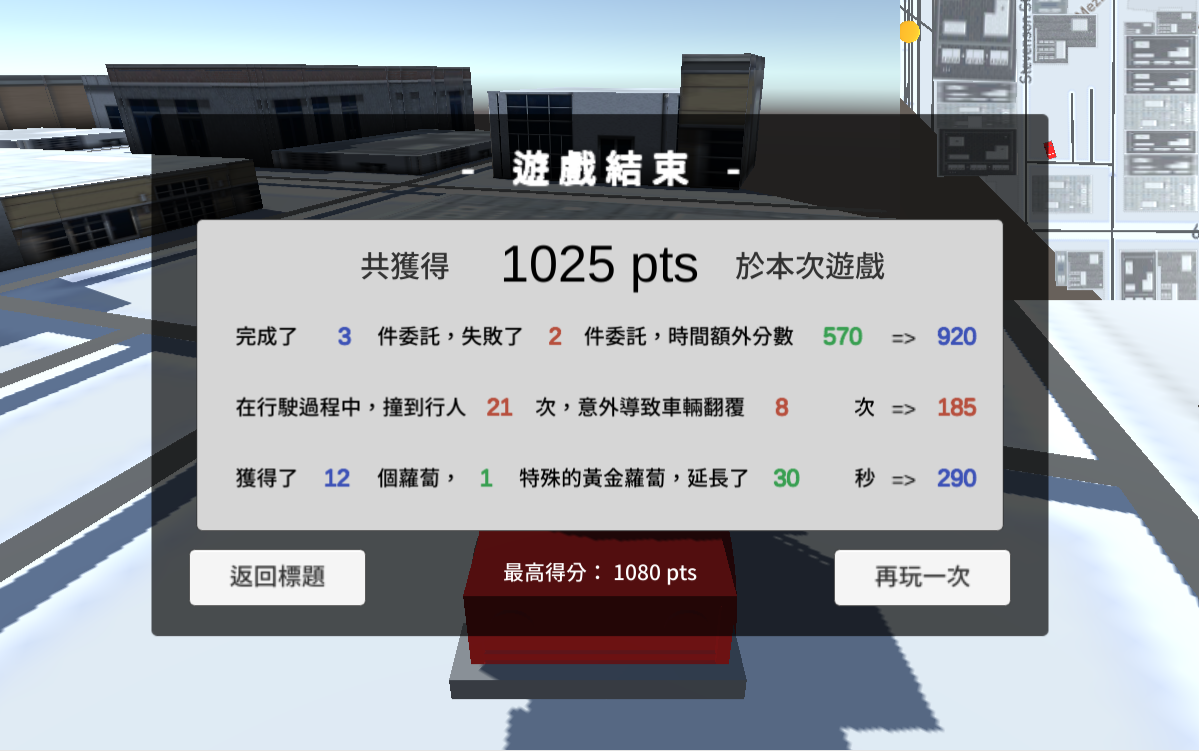 - 遊戲結束 -
共獲得 1025 pts 於本次遊戲
完成了 3 件委託，失敗了 2 件委託，時間額外分數 570 => 920
在行駛過程中，撞到行人 21 次，意外導致車輛翻覆 8 次 => 185
獲得了 12 個蘿蔔， 1 特殊的黃金蘿蔔，延長了 30 秒 => 290
返回標題
最高得分： 1080 pts
再玩一次